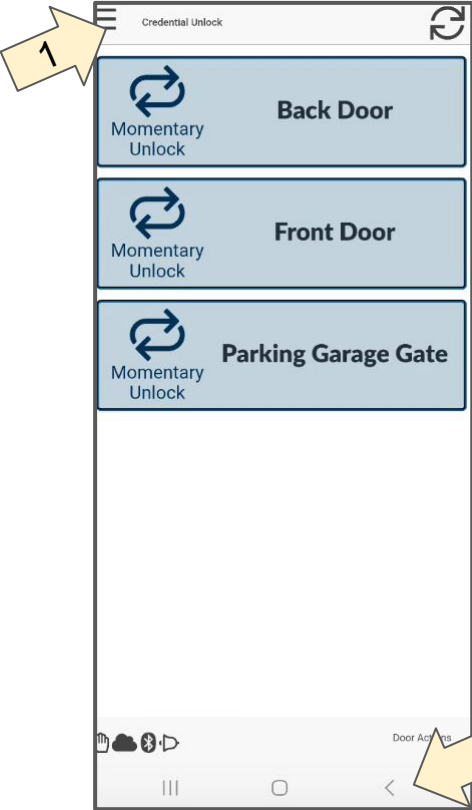 1
Credential Unlock
Momentary
Unlock
Back Door
Momentary
Unlock
Front Door
Momentary
Unlock
Parking Garage Gate
Door Actions